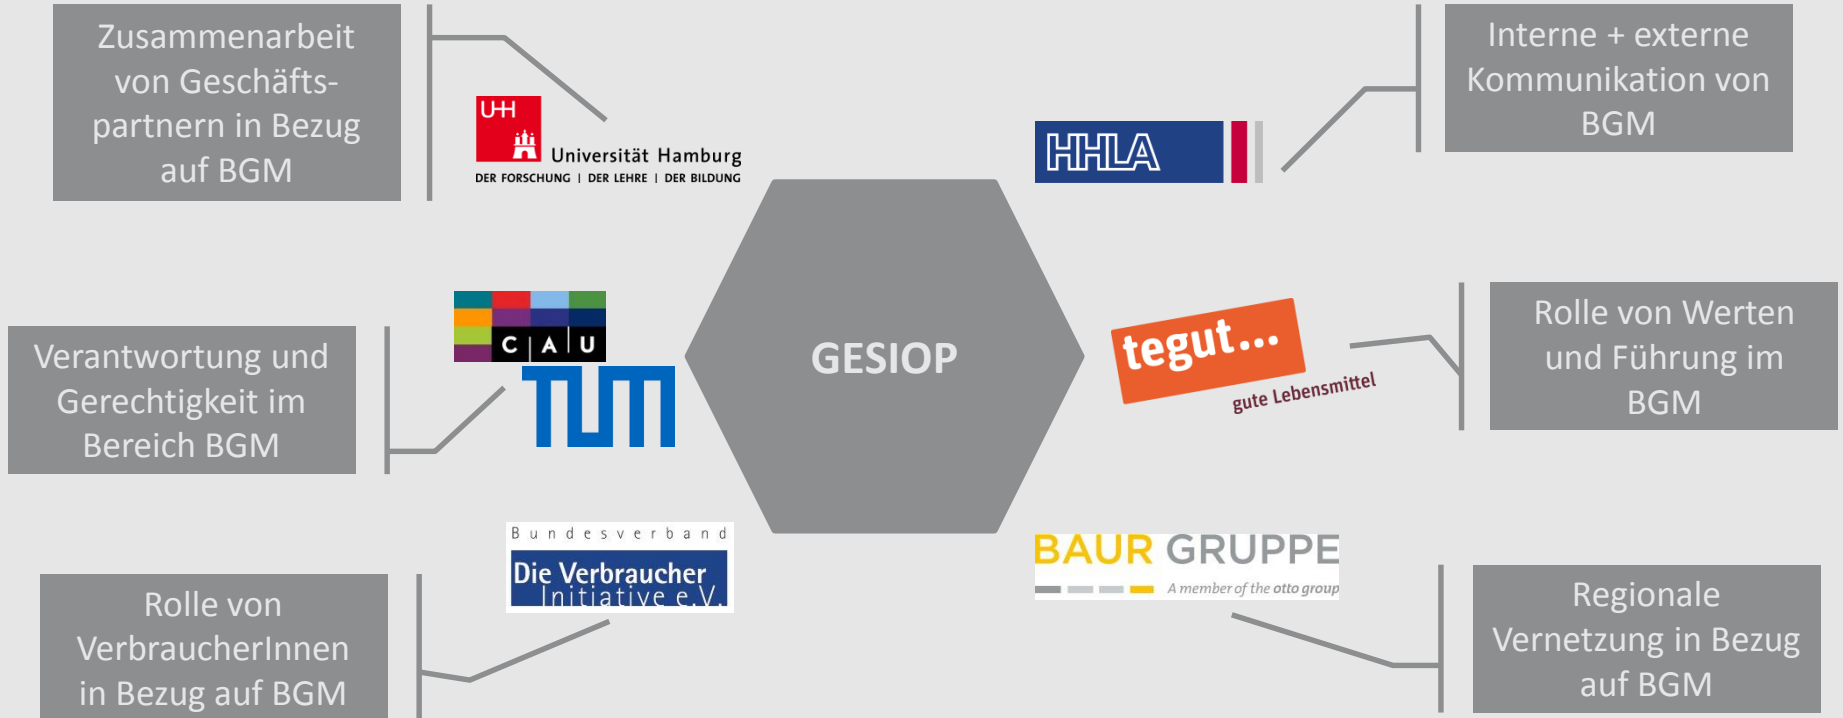 Zusammenarbeit
von Geschäfts-
partnern in Bezug
auf BGM
UHH
Universität Hamburg
DER FORSCHUNG | DER LEHRE | DER BILDUNG
HHLA
Interne + externe
Kommunikation von
BGM
Verantwortung und
Gerechtigkeit im
Bereich BGM
C | A | U
TUM
GESIOP
tegut...
gute Lebensmittel
Rolle von Werten
und Führung im
BGM
Rolle von
VerbraucherInnen
in Bezug auf BGM
Bundesverband
Die Verbraucher
Initiative e.V.
BAUR GRUPPE
A member of the otto group
Regionale
Vernetzung in Bezug
auf BGM